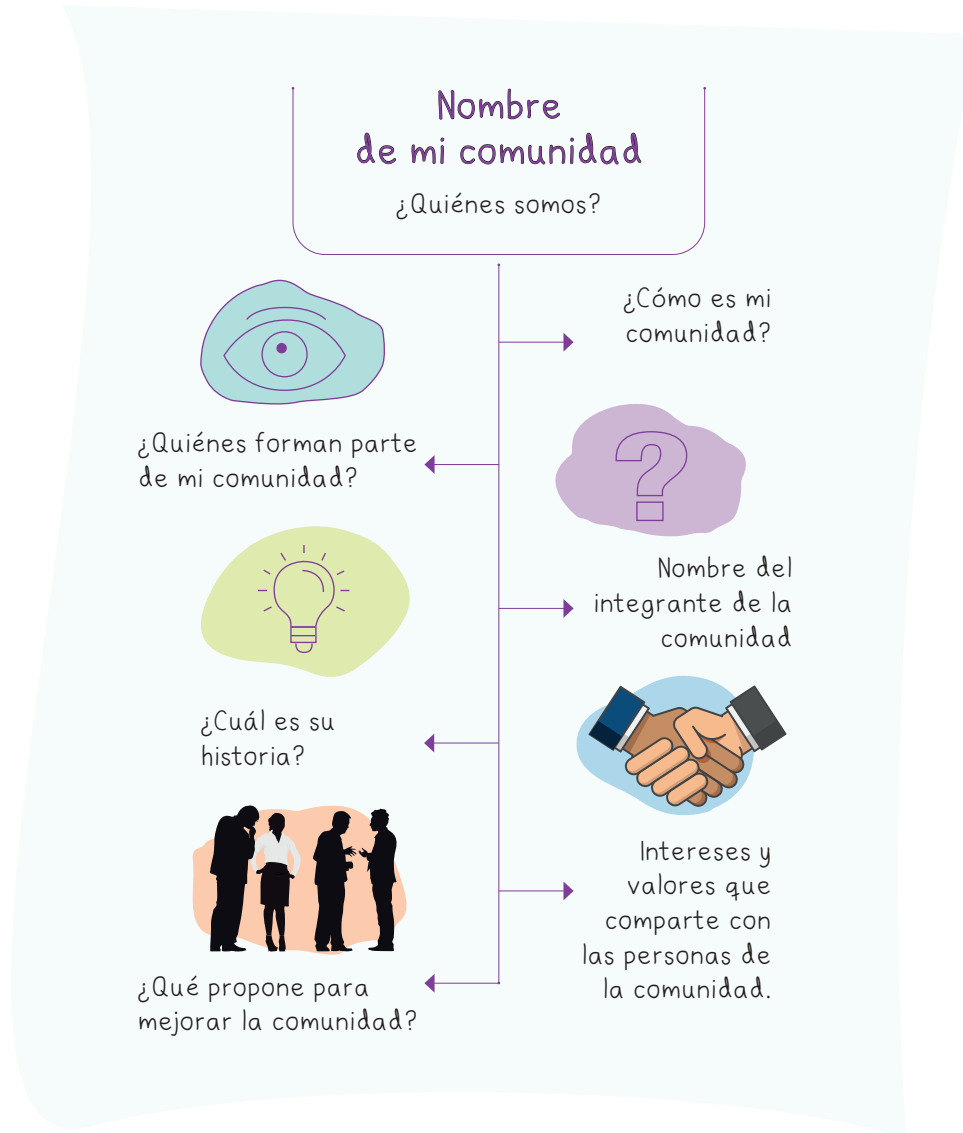 Nombre
de mi comunidad
¿Quiénes somos?
¿Cómo es mi
comunidad?
¿Quiénes forman parte
de mi comunidad?
Nombre del
integrante de la
comunidad
¿Cuál es su
historia?
Intereses y
valores que
comparte con
las personas de
la comunidad.
¿Qué propone para
mejorar la comunidad?